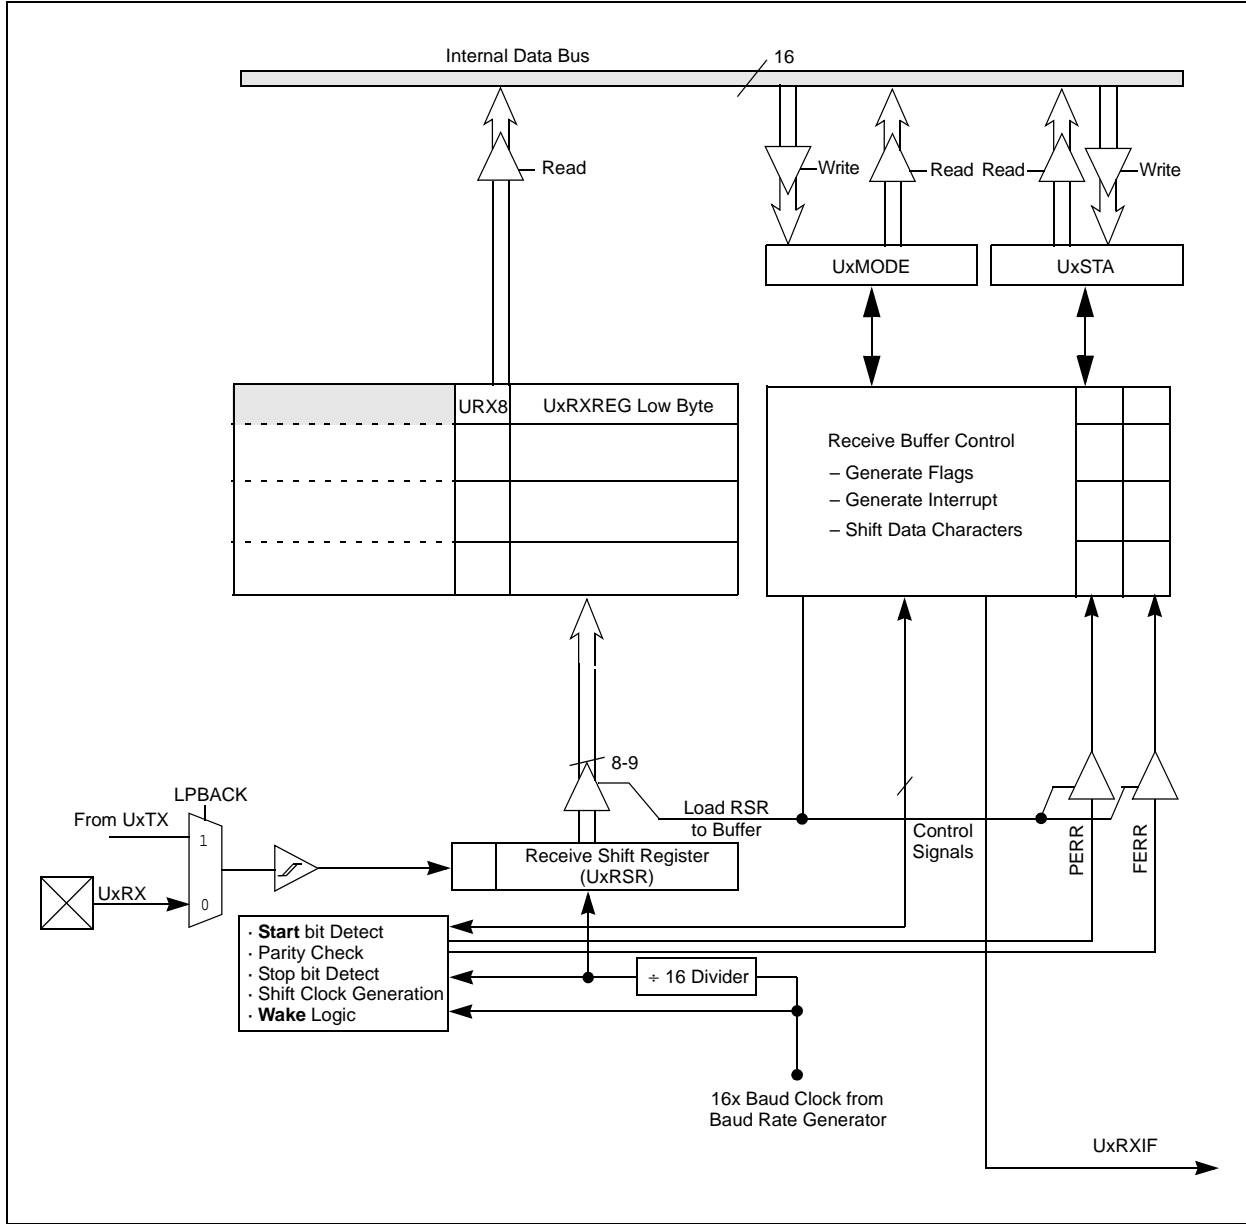 Internal Data Bus
16
Read
Write
Read
Read
Write
UxMODE
UxSTA
URX8
UxRXREG Low Byte
Receive Buffer Control
– Generate Flags
– Generate Interrupt
– Shift Data Characters
8-9
LPBACK
From UxTX
1
Load RSR
to Buffer
Control
Signals
PERR
FERR
Receive Shift Register
(UxRSR)
UxRX
0
· Start bit Detect
· Parity Check
· Stop bit Detect
· Shift Clock Generation
· Wake Logic
÷ 16 Divider
16x Baud Clock from
Baud Rate Generator
UxRXIF